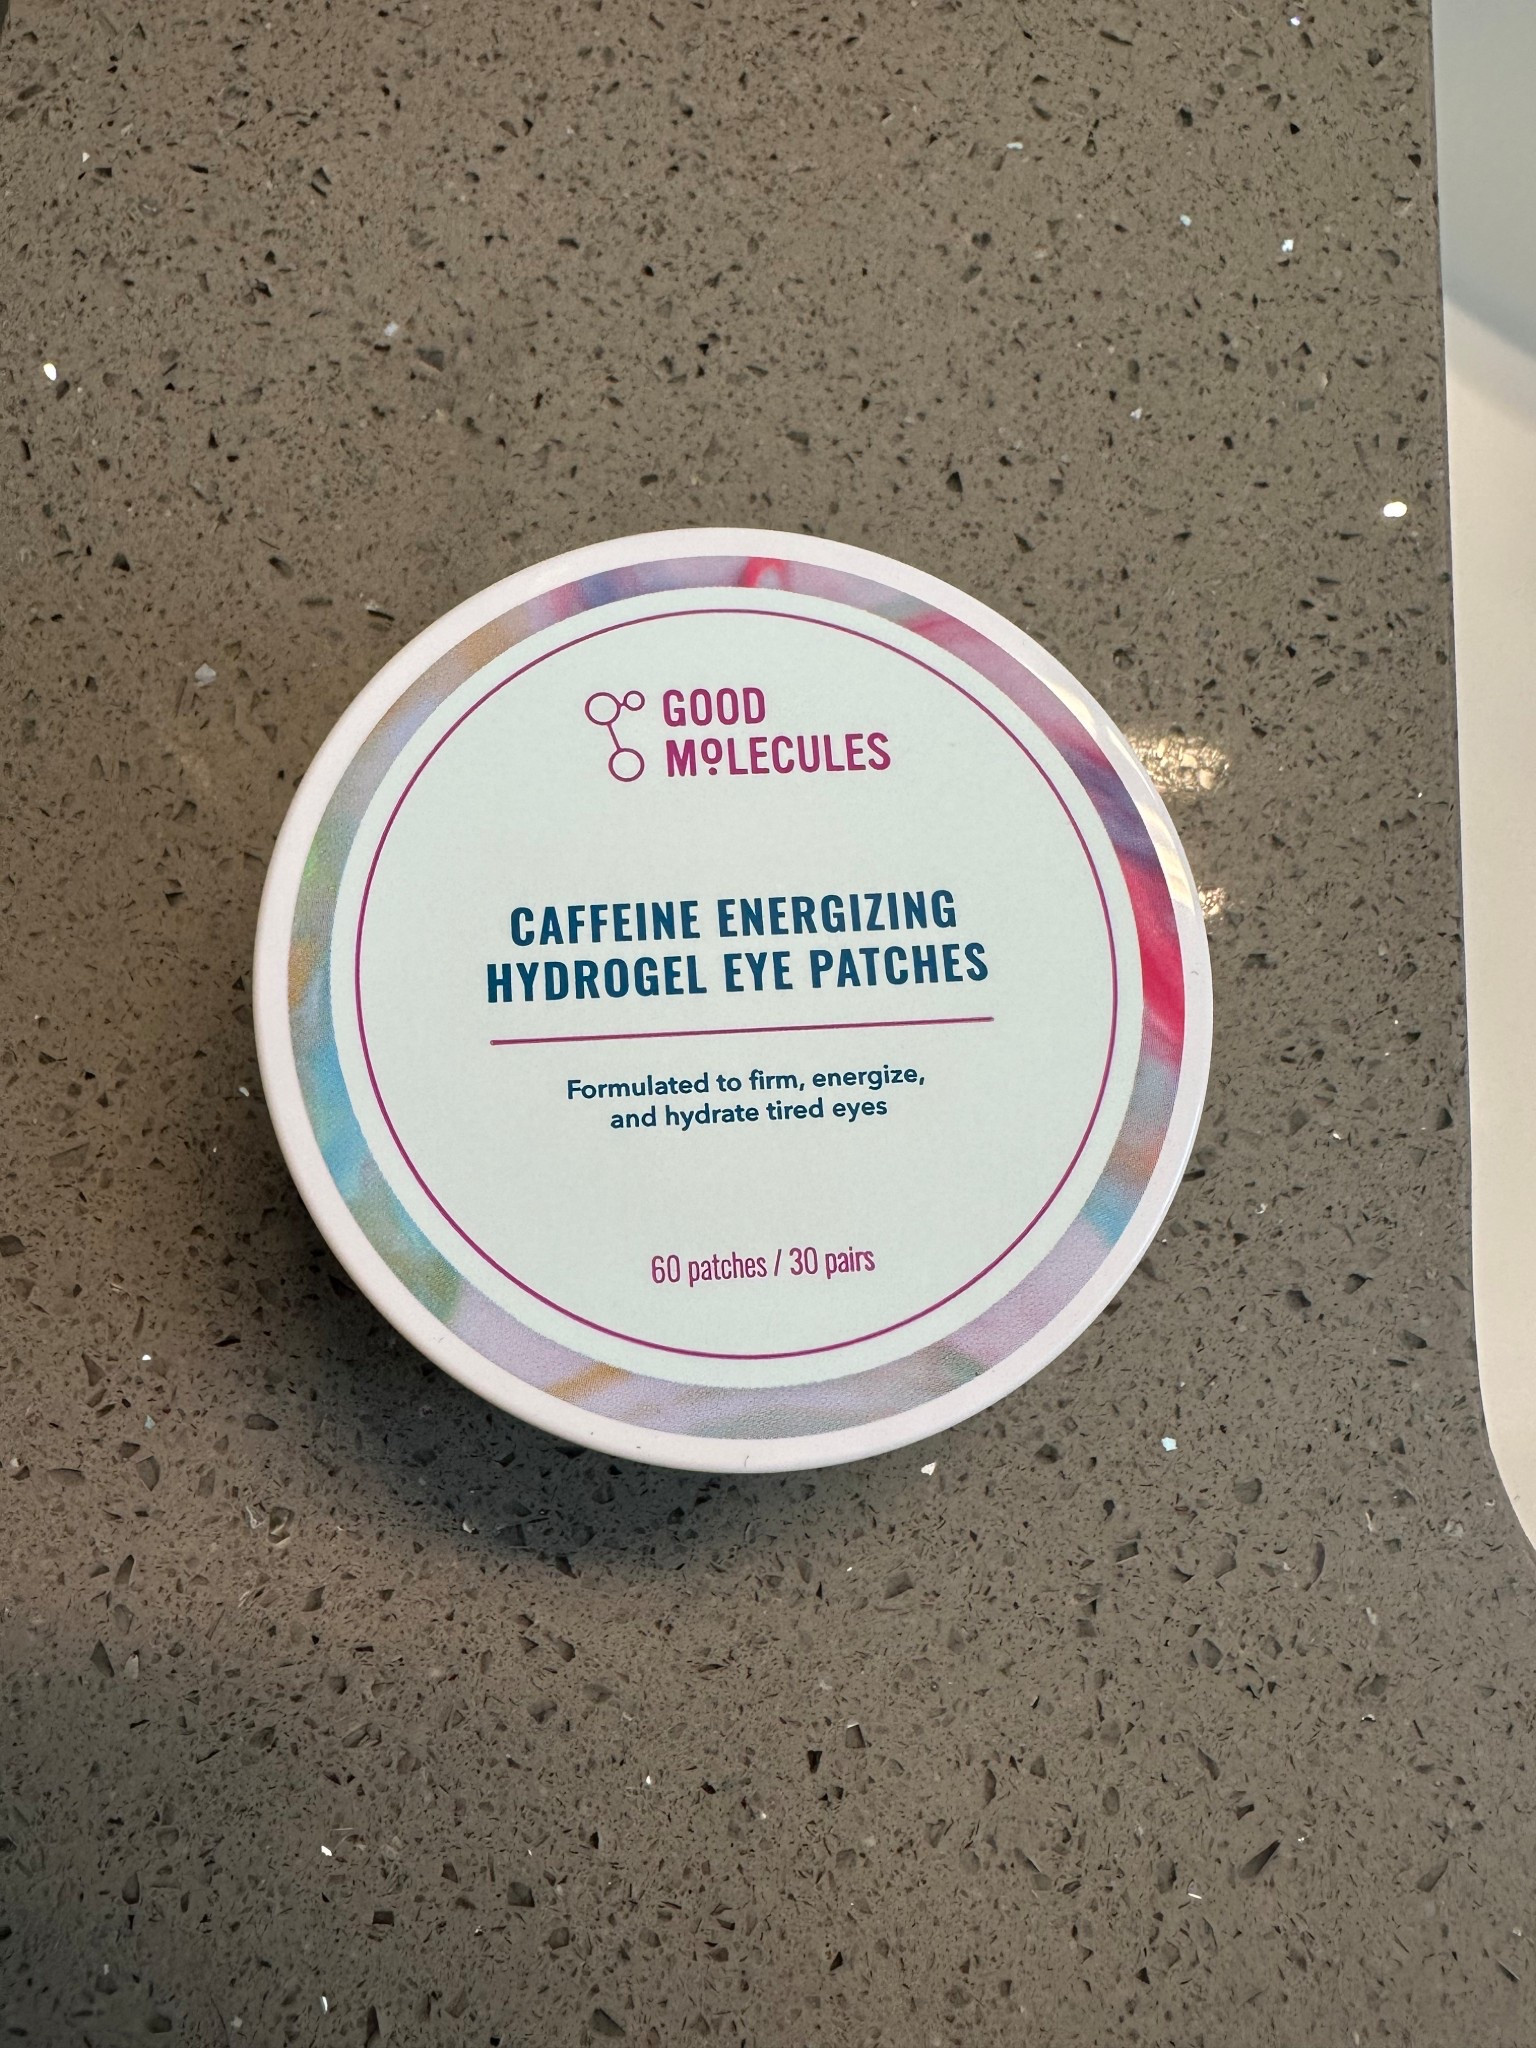 GOOD
MOLECULES
CAFFEINE ENERGIZING
HYDROGEL EYE PATCHES
Formulated to firm, energize,
and hydrate tired eyes
60 patches / 30 pairs